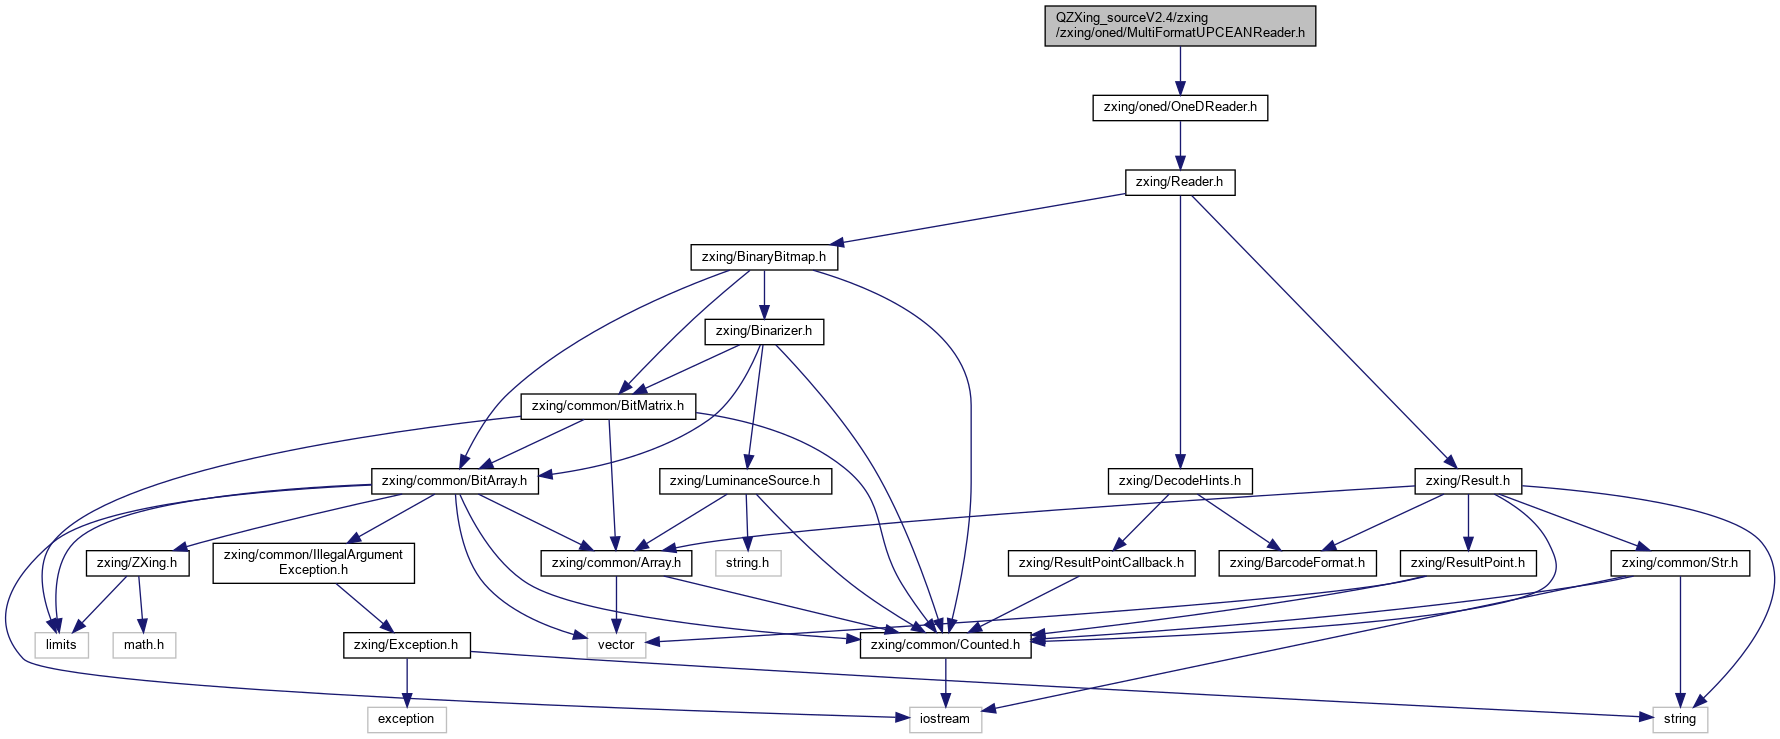 QZXing_sourceV2.4/zxing
/zxing/oned/MultiFormatUPCEANReader.h
zxing/oned/OneDReader.h
zxing/Reader.h
zxing/BinaryBitmap.h
zxing/Binarizer.h
zxing/common/BitMatrix.h
zxing/common/BitArray.h
zxing/LuminanceSource.h
zxing/DecodeHints.h
zxing/Result.h
zxing/ZXing.h
zxing/common/IllegalArgument
Exception.h
zxing/common/Array.h
string.h
zxing/ResultPointCallback.h
zxing/BarcodeFormat.h
zxing/ResultPoint.h
zxing/common/Str.h
limits
math.h
zxing/Exception.h
vector
zxing/common/Counted.h
exception
iostream
string